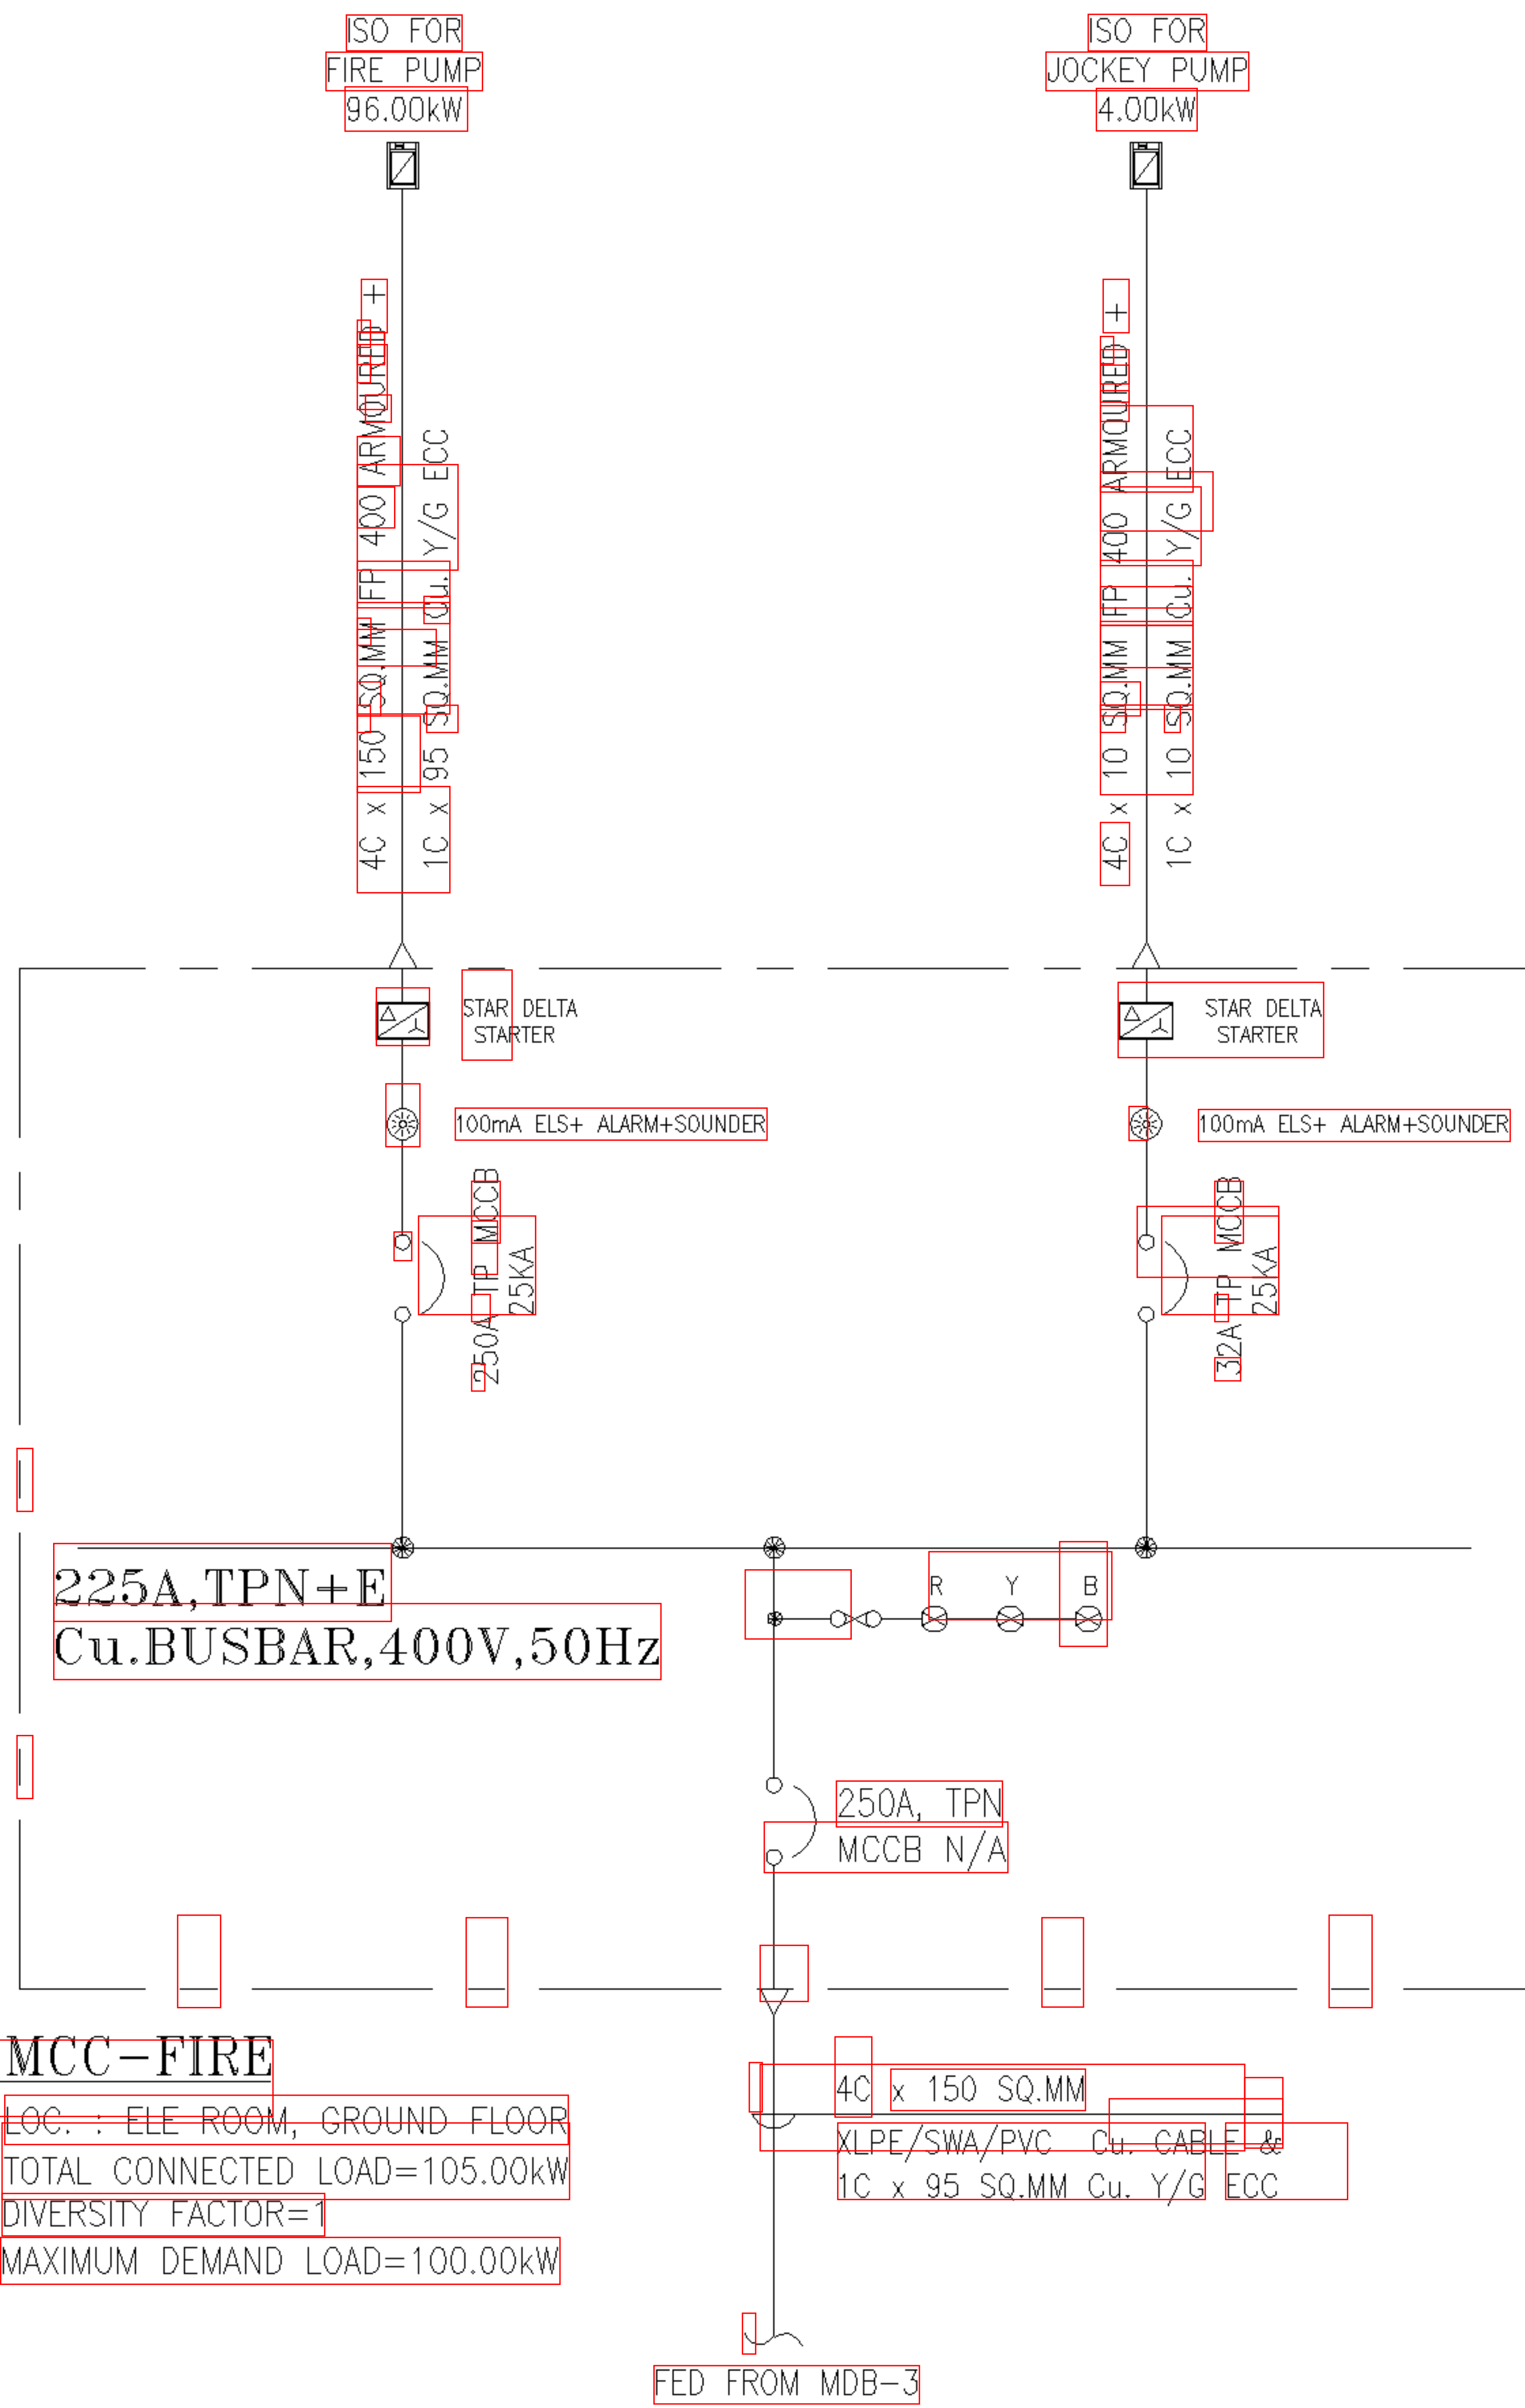 ISO FOR
FIRE PUMP
96.00kW
ISO FOR
JOCKEY PUMP
4.00kW
4C x 150 SQ.MM FP 400 ARMOURED +
1C x 95 SQ.MM Cu. Y/G ECC
4C x 10 SQ.MM FP 400 ARMOURED +
1C x 10 SQ.MM Cu. Y/G ECC
STAR DELTA
STARTER
STAR DELTA
STARTER
100mA ELS+ ALARM+SOUNDER
100mA ELS+ ALARM+SOUNDER
250A TP MCCB
25KA
32A TP MCCB
25KA
225A,TPN+E
Cu.BUSBAR,400V,50Hz
R Y B
250A, TPN
MCCB N/A
MCC-FIRE
LOC. : ELE ROOM, GROUND FLOOR
TOTAL CONNECTED LOAD=105.00kW
DIVERSITY FACTOR=1
MAXIMUM DEMAND LOAD=100.00kW
4C x 150 SQ.MM
XLPE/SWA/PVC Cu. CABLE &
1C x 95 SQ.MM Cu. Y/G ECC
FED FROM MDB-3